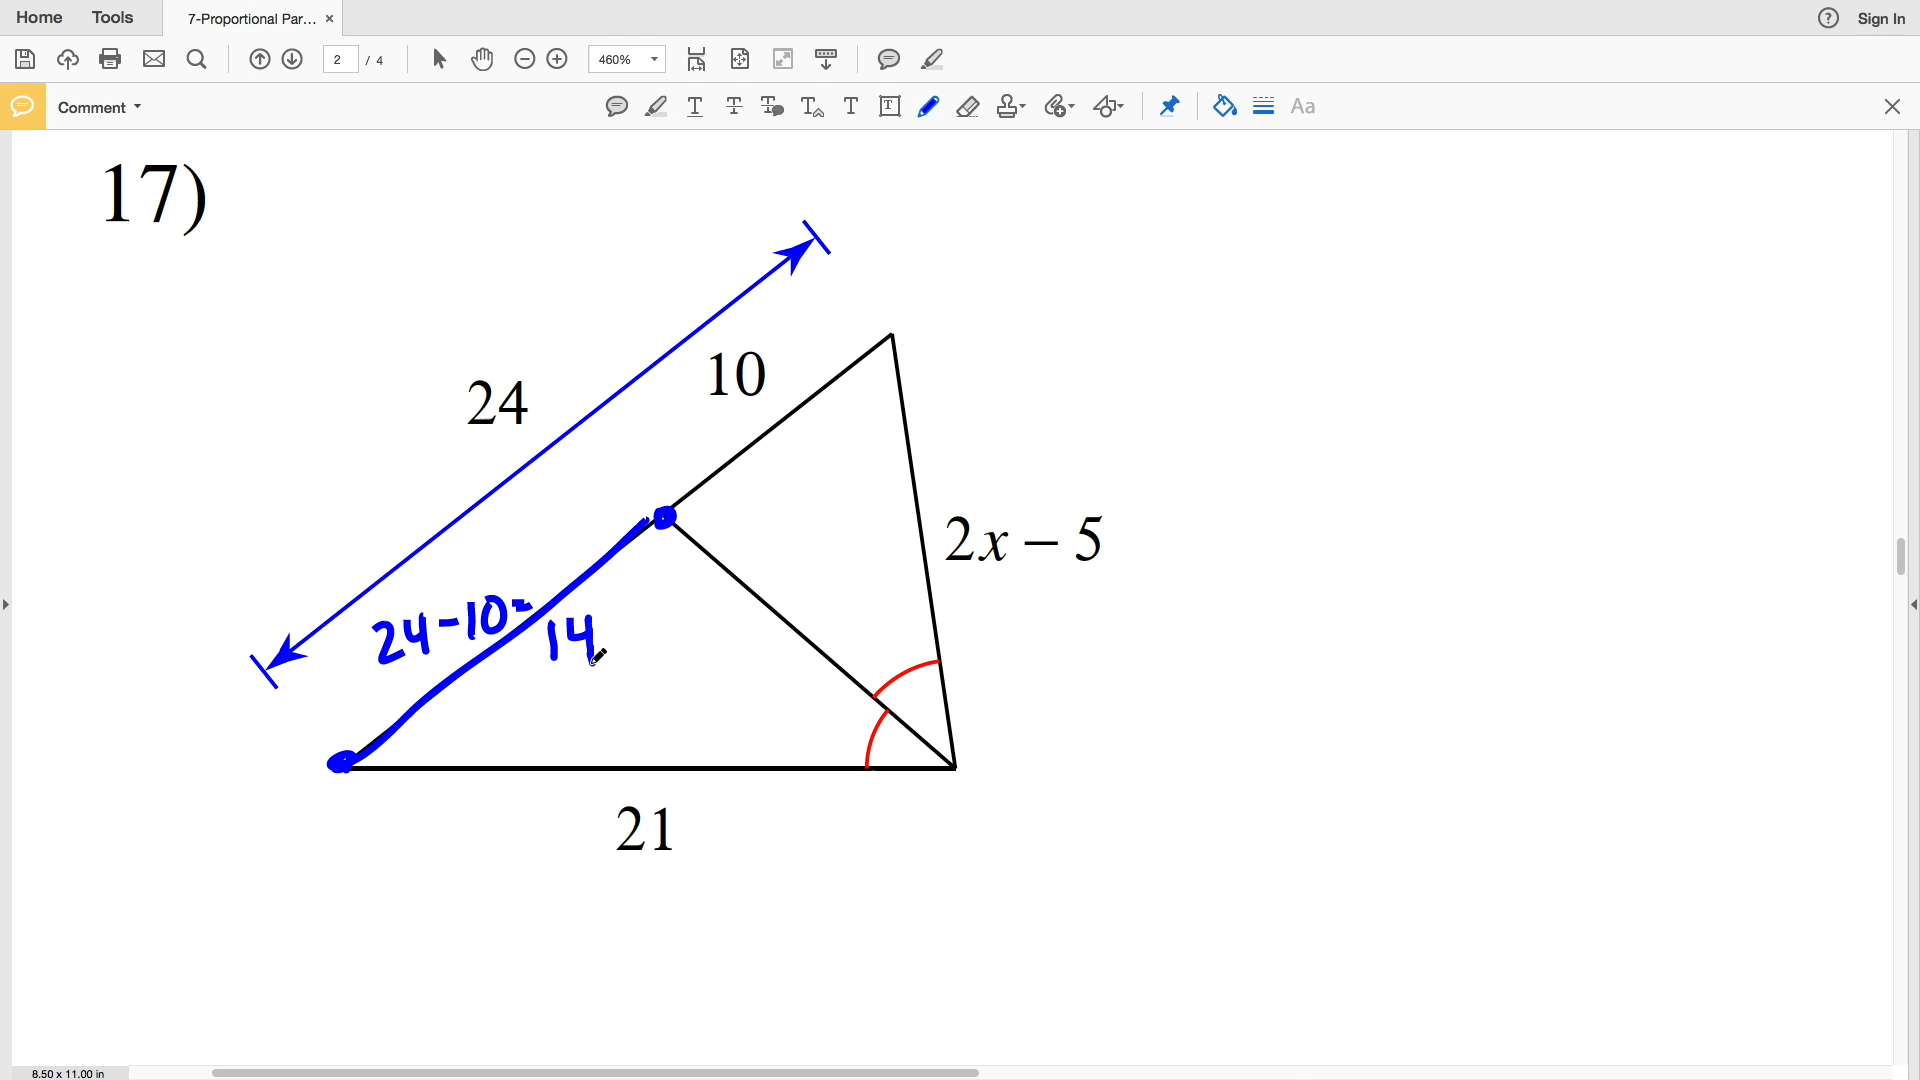 Home Tools 7-Proportional Par... × Sign In
2 / 4 460%
Comment Aa
17)
24
10
2x − 5
24-10=
14
21
8.50 x 11.00 in